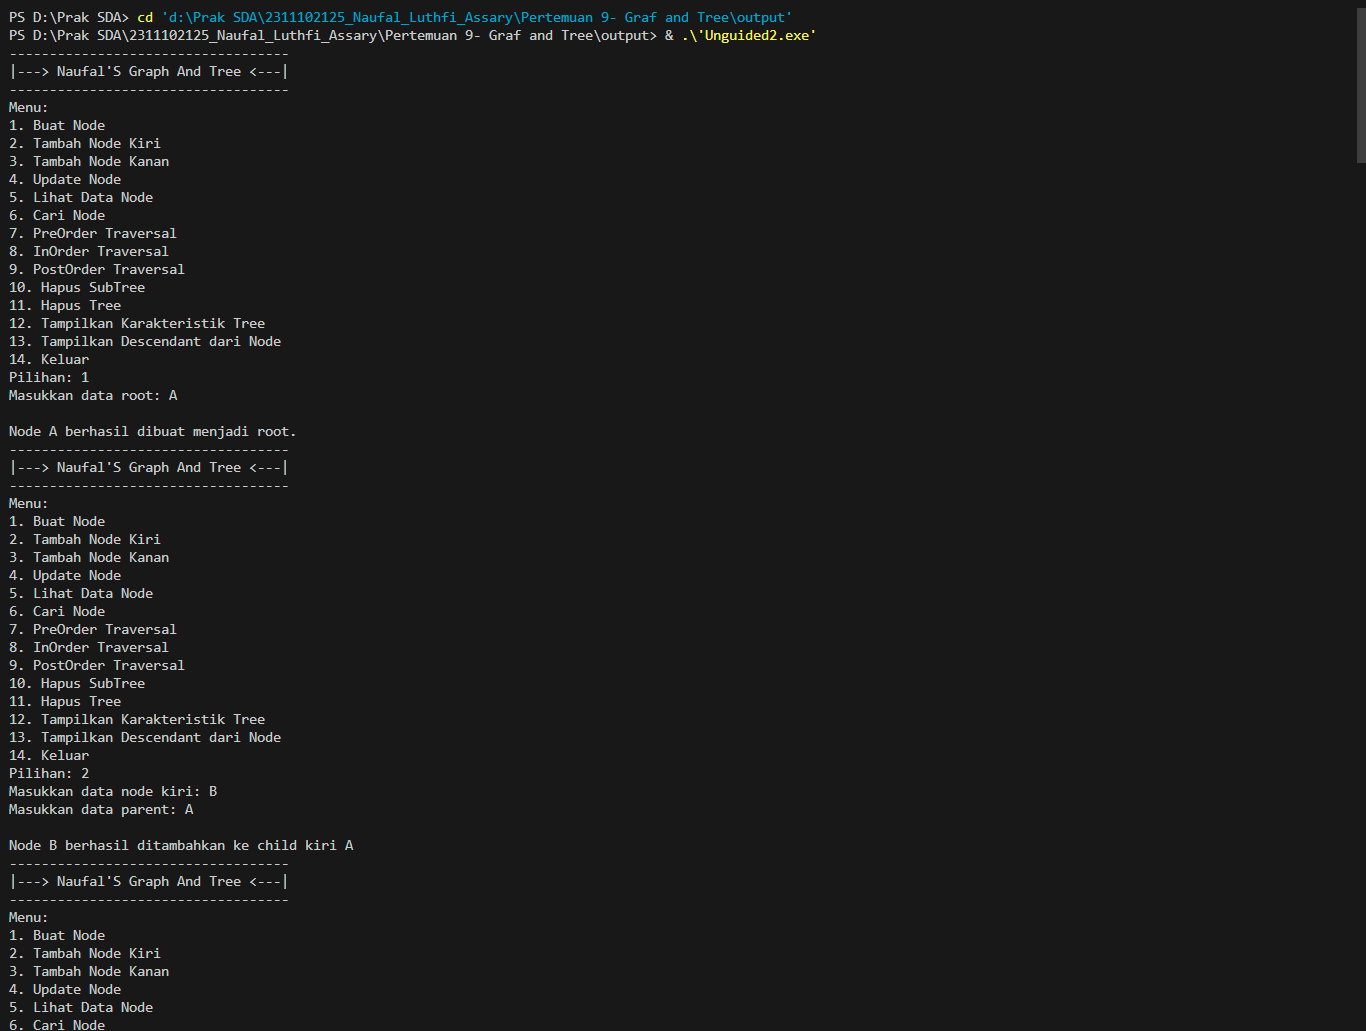 PS D:\Prak SDA> cd 'd:\Prak SDA\2311102125_Naufal_Luthfi_Assary\Pertemuan 9- Graf and Tree\output'
PS D:\Prak SDA\2311102125_Naufal_Luthfi_Assary\Pertemuan 9- Graf and Tree\output> & .\'Unguided2.exe'
-----------------------------------
|---> Naufal'S Graph And Tree <---|
-----------------------------------
Menu:
1. Buat Node
2. Tambah Node Kiri
3. Tambah Node Kanan
4. Update Node
5. Lihat Data Node
6. Cari Node
7. PreOrder Traversal
8. InOrder Traversal
9. PostOrder Traversal
10. Hapus SubTree
11. Hapus Tree
12. Tampilkan Karakteristik Tree
13. Tampilkan Descendant dari Node
14. Keluar
Pilihan: 1
Masukkan data root: A

Node A berhasil dibuat menjadi root.
-----------------------------------
|---> Naufal'S Graph And Tree <---|
-----------------------------------
Menu:
1. Buat Node
2. Tambah Node Kiri
3. Tambah Node Kanan
4. Update Node
5. Lihat Data Node
6. Cari Node
7. PreOrder Traversal
8. InOrder Traversal
9. PostOrder Traversal
10. Hapus SubTree
11. Hapus Tree
12. Tampilkan Karakteristik Tree
13. Tampilkan Descendant dari Node
14. Keluar
Pilihan: 2
Masukkan data node kiri: B
Masukkan data parent: A

Node B berhasil ditambahkan ke child kiri A
-----------------------------------
|---> Naufal'S Graph And Tree <---|
-----------------------------------
Menu:
1. Buat Node
2. Tambah Node Kiri
3. Tambah Node Kanan
4. Update Node
5. Lihat Data Node
6. Cari Node